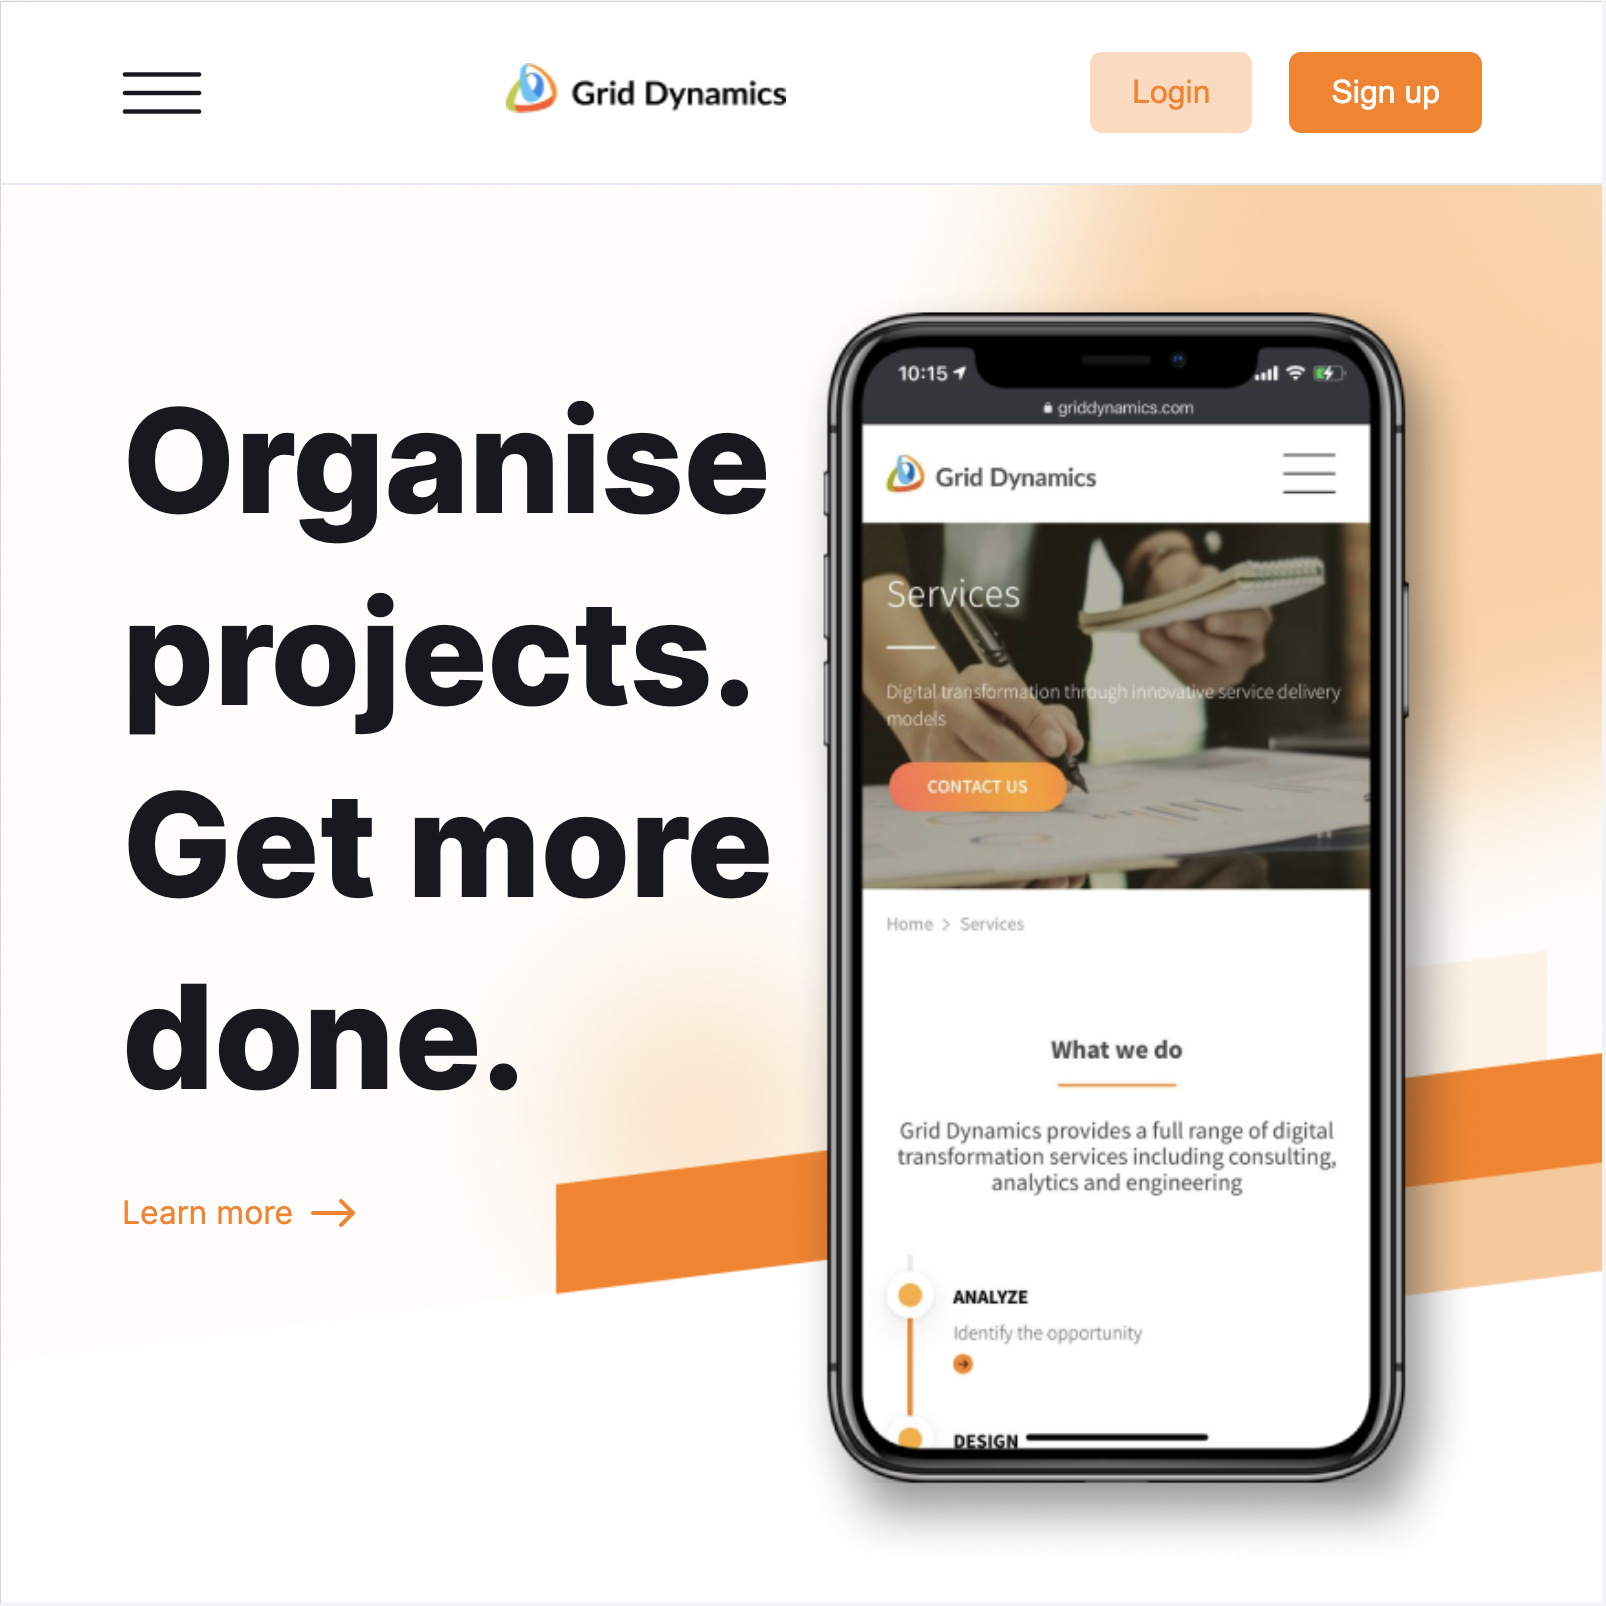 Grid Dynamics
Login
Sign up
Organise
projects.
Get more
done.
Learn more
10:15
griddynamics.com
Grid Dynamics
Services
Digital transformation through innovative service delivery
models
CONTACT US
Home > Services
What we do
Grid Dynamics provides a full range of digital
transformation services including consulting,
analytics and engineering
ANALYZE
Identify the opportunity
DESIGN